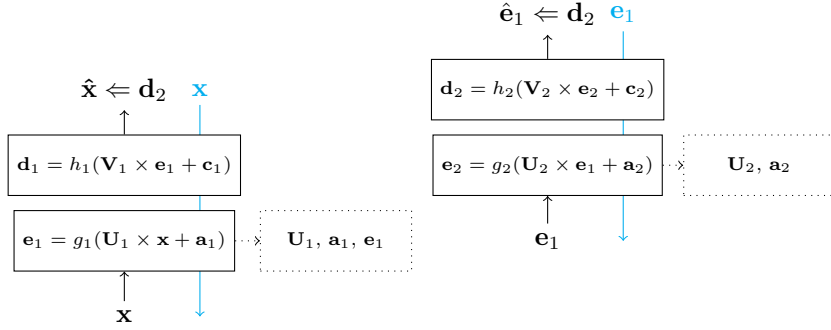 x̂ ⇐ d₂ x
d₁ = h₁(V₁ × e₁ + c₁)
e₁ = g₁(U₁ × x + a₁)
U₁, a₁, e₁
x
ê₁ ⇐ d₂ e₁
d₂ = h₂(V₂ × e₂ + c₂)
e₂ = g₂(U₂ × e₁ + a₂)
U₂, a₂
e₁